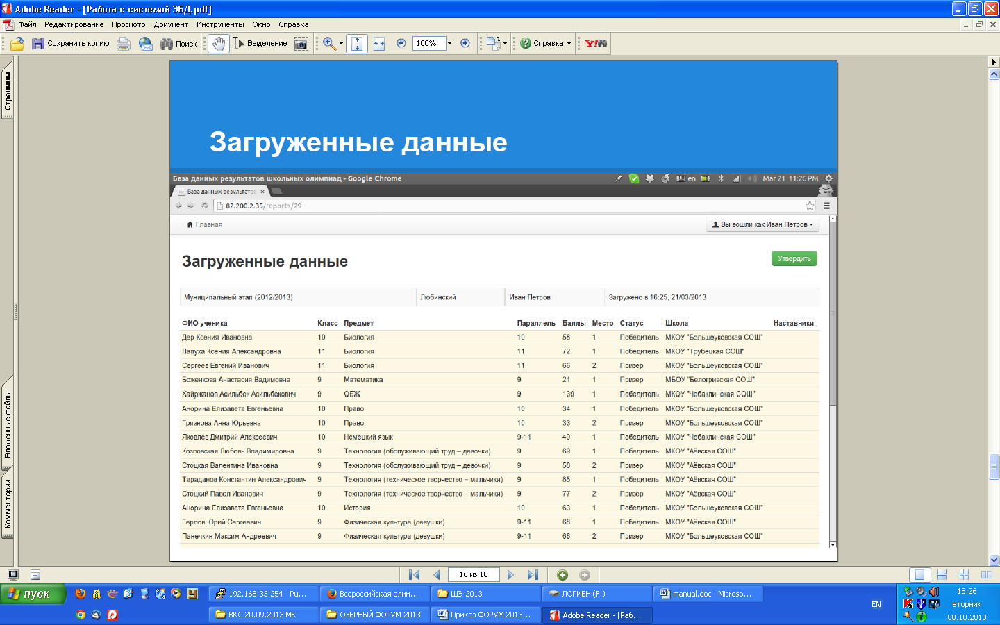 Adobe Reader - [Работа-с-системой ЭБД.pdf]
Файл Редактирование Просмотр Документ Инструменты Окно Справка
Сохранить копию Поиск Выделение 100% Справка Y!
Страницы
Вложенные файлы
Комментарии
Загруженные данные
База данных результатов школьных олимпиад - Google Chrome en Mar 21 11:26 PM
База данных результатов
82.200.2.35/reports/29
Главная Вы вошли как Иван Петров
Загруженные данные Утвердить
Муниципальный этап (2012/2013) Любинский Иван Петров Загружено в 16:25, 21/03/2013
ФИО ученика Класс Предмет Параллель Баллы Место Статус Школа Наставники
Дер Ксения Ивановна 10 Биология 10 58 1 Победитель МКОУ "Большеуковская СОШ"
Лапуха Ксения Александровна 11 Биология 11 72 1 Победитель МКОУ "Трубецкая СОШ"
Сергеев Евгений Иванович 11 Биология 11 66 2 Призер МКОУ "Большеуковская СОШ"
Боженкова Анастасия Вадимовна 9 Математика 9 21 1 Призер МБОУ "Белогривская СОШ"
Хайржанов Асильбек Асильбекович 9 ОБЖ 9 139 1 Победитель МКОУ "Чебаклинская СОШ"
Анорина Елизавета Евгеньевна 10 Право 10 34 1 Победитель МКОУ "Большеуковская СОШ"
Грязнова Анна Юрьевна 10 Право 10 33 2 Призер МКОУ "Большеуковская СОШ"
Яковлев Дмитрий Алексеевич 10 Немецкий язык 9-11 49 1 Победитель МКОУ "Чебаклинская СОШ"
Козловская Любовь Владимировна 9 Технология (обслуживающий труд – девочки) 9 69 1 Победитель МКОУ "Аёвская СОШ"
Стоцкая Валентина Ивановна 9 Технология (обслуживающий труд – девочки) 9 58 2 Призер МКОУ "Аёвская СОШ"
Тараданов Константин Александрович 9 Технология (техническое творчество – мальчики) 9 85 1 Победитель МКОУ "Аёвская СОШ"
Стоцкий Павел Иванович 9 Технология (техническое творчество – мальчики) 9 77 2 Призер МКОУ "Аёвская СОШ"
Анорина Елизавета Евгеньевна 10 История 10 63 1 Победитель МКОУ "Большеуковская СОШ"
Герлов Юрий Сергеевич 9 Физическая культура (девушки) 9-11 68 1 Победитель МКОУ "Аёвская СОШ"
Панечкин Максим Андреевич 9 Физическая культура (девушки) 9-11 68 2 Призер МКОУ "Большеуковская СОШ"
16 из 18
пуск 192.168.33.254 - Pu... Всероссийская олим... ШЭ-2013 ЛОРИЕН (F:) manual.doc - Microso... EN 15:26
вторник
ВКС 20.09.2013 МК ОЗЕРНЫЙ ФОРУМ-2013 Приказ ФОРУМ 2013... Adobe Reader - [Раб... 08.10.2013